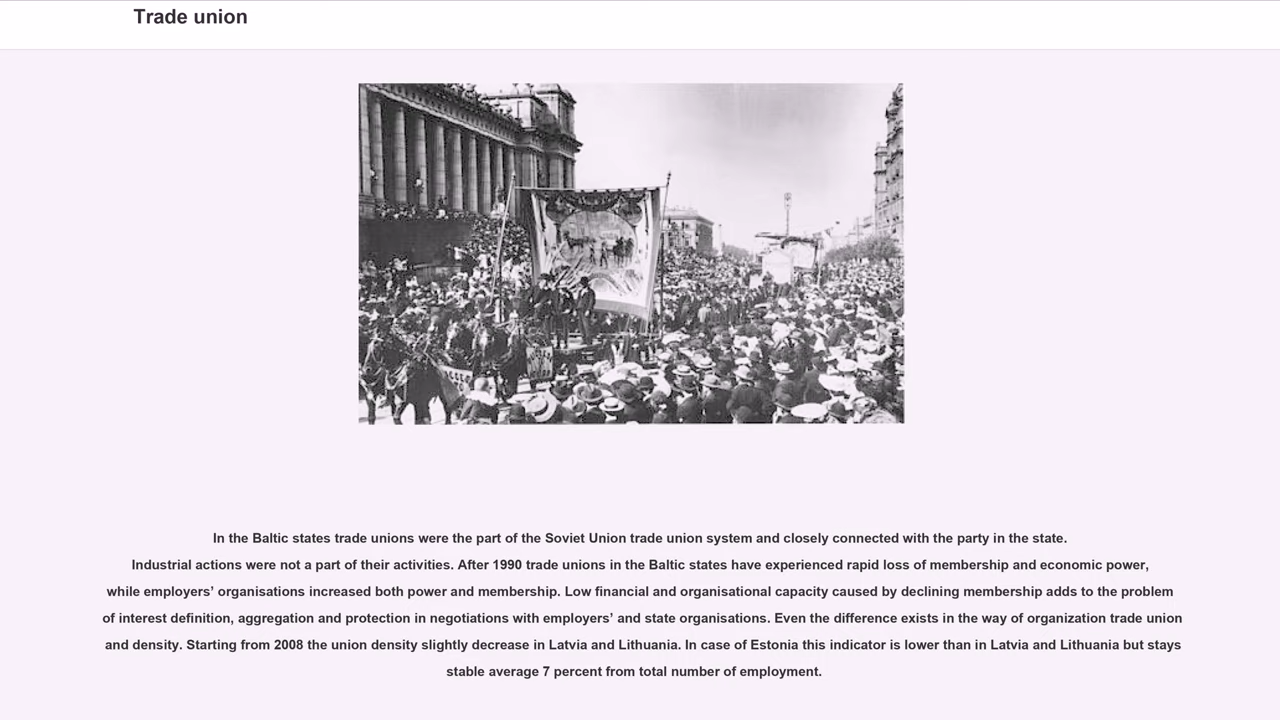 Trade union
In the Baltic states trade unions were the part of the Soviet Union trade union system and closely connected with the party in the state.
Industrial actions were not a part of their activities. After 1990 trade unions in the Baltic states have experienced rapid loss of membership and economic power,
while employers’ organisations increased both power and membership. Low financial and organisational capacity caused by declining membership adds to the problem
of interest definition, aggregation and protection in negotiations with employers’ and state organisations. Even the difference exists in the way of organization trade union
and density. Starting from 2008 the union density slightly decrease in Latvia and Lithuania. In case of Estonia this indicator is lower than in Latvia and Lithuania but stays
stable average 7 percent from total number of employment.